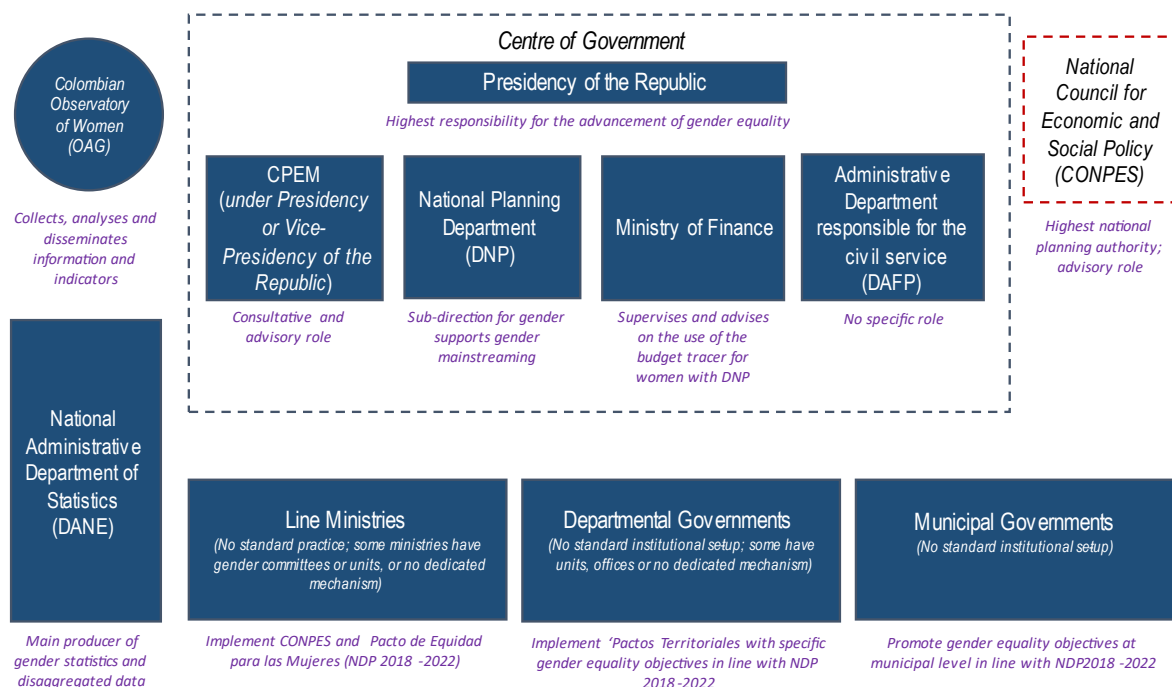 Colombian
Observatory
of Women
(OAG)
Collects, analyses and
disseminates
information and
indicators
National
Administrative
Department of
Statistics
(DANE)
Main producer of
gender statistics and
disaggregated data
Centre of Government
Presidency of the Republic
Highest responsibility for the advancement of gender equality
CPEM
(under Presidency
or Vice-
Presidency of the
Republic)
Consultative and
advisory role
National Planning
Department
(DNP)
Sub-direction for gender
supports gender
mainstreaming
Ministry of Finance
Supervises and advises
on the use of the
budget tracer for
women with DNP
Administrative
Department
responsible for the
civil service
(DAFP)
No specific role
National
Council for
Economic and
Social Policy
(CONPES)
Highest national
planning authority;
advisory role
Line Ministries
(No standard practice; some ministries have
gender committees or units, or no dedicated
mechanism)
Implement CONPES and Pacto de Equidad
para las Mujeres (NDP 2018 -2022)
Departmental Governments
(No standard institutional setup; some have
units, offices or no dedicated mechanism)
Implement ‘Pactos Territoriales with specific
gender equality objectives in line with NDP
2018 -2022
Municipal Governments
(No standard institutional setup)
Promote gender equality objectives at
municipal level in line with NDP2018 -2022